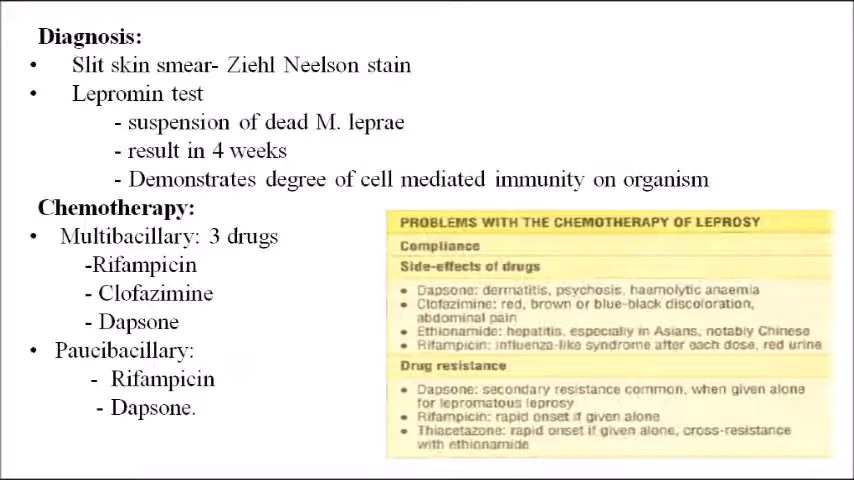 Diagnosis:
• Slit skin smear- Ziehl Neelson stain
• Lepromin test
- suspension of dead M. leprae
- result in 4 weeks
- Demonstrates degree of cell mediated immunity on organism
Chemotherapy:
• Multibacillary: 3 drugs
-Rifampicin
- Clofazimine
- Dapsone
• Paucibacillary:
- Rifampicin
- Dapsone.
PROBLEMS WITH THE CHEMOTHERAPY OF LEPROSY
Compliance
Side-effects of drugs
• Dapsone: dermatitis, psychosis, haemolytic anaemia
• Clofazimine: red, brown or blue-black discoloration,
abdominal pain
• Ethionamide: hepatitis, especially in Asians, notably Chinese
• Rifampicin: influenza-like syndrome after each dose, red urine
Drug resistance
• Dapsone: secondary resistance common, when given alone
for lepromatous leprosy
• Rifampicin: rapid onset if given alone
• Thiacetazone: rapid onset if given alone, cross-resistance
with ethionamide